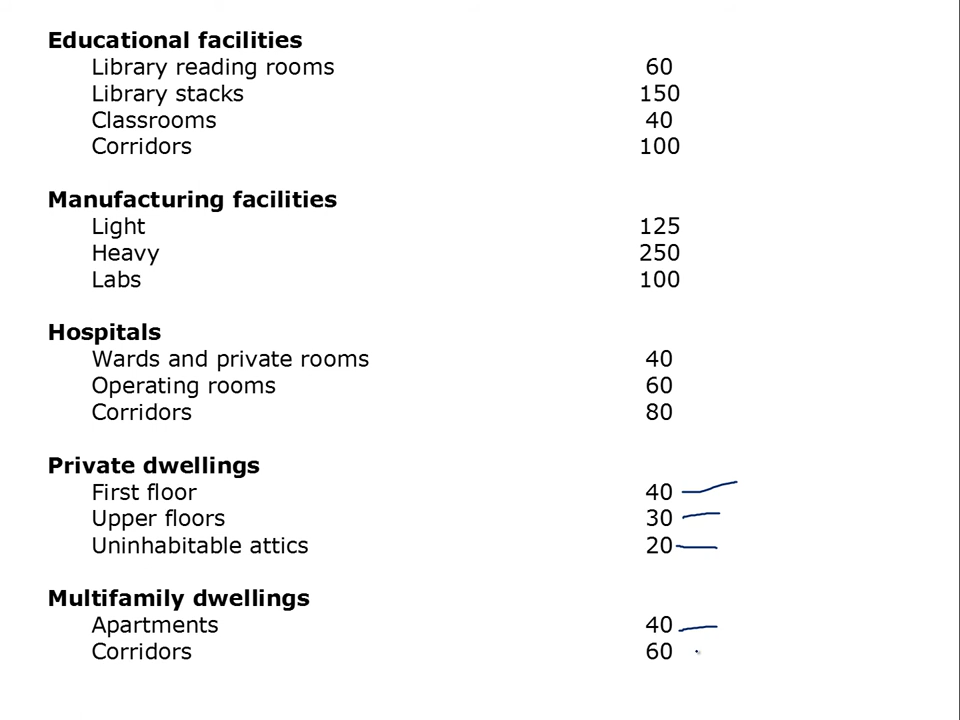 Educational facilities
Library reading rooms 60
Library stacks 150
Classrooms 40
Corridors 100
Manufacturing facilities
Light 125
Heavy 250
Labs 100
Hospitals
Wards and private rooms 40
Operating rooms 60
Corridors 80
Private dwellings
First floor 40
Upper floors 30
Uninhabitable attics 20
Multifamily dwellings
Apartments 40
Corridors 60